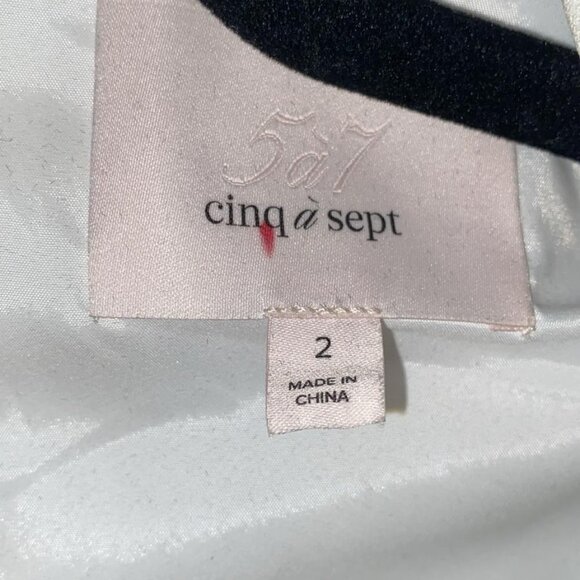 5à7
cinq à sept
2
MADE IN
CHINA